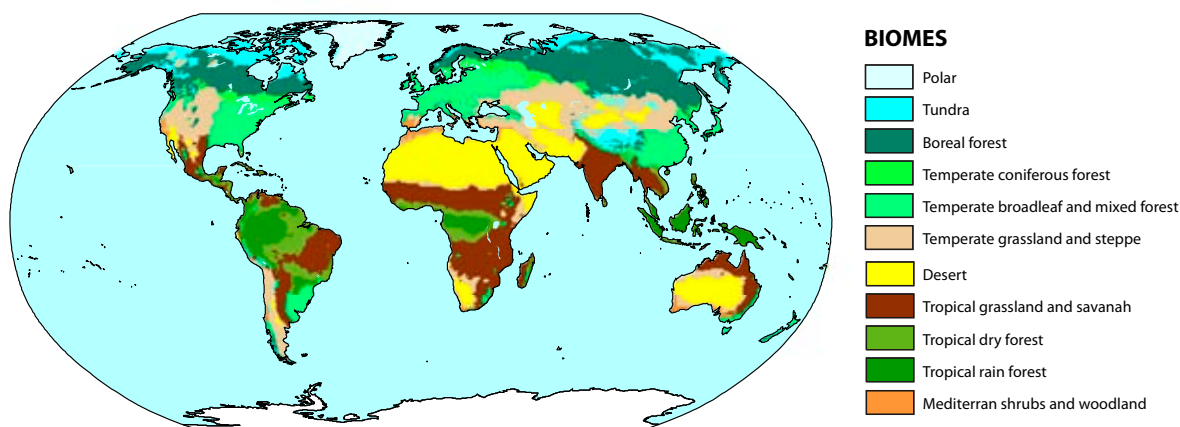 BIOMES
Polar
Tundra
Boreal forest
Temperate coniferous forest
Temperate broadleaf and mixed forest
Temperate grassland and steppe
Desert
Tropical grassland and savanah
Tropical dry forest
Tropical rain forest
Mediterran shrubs and woodland